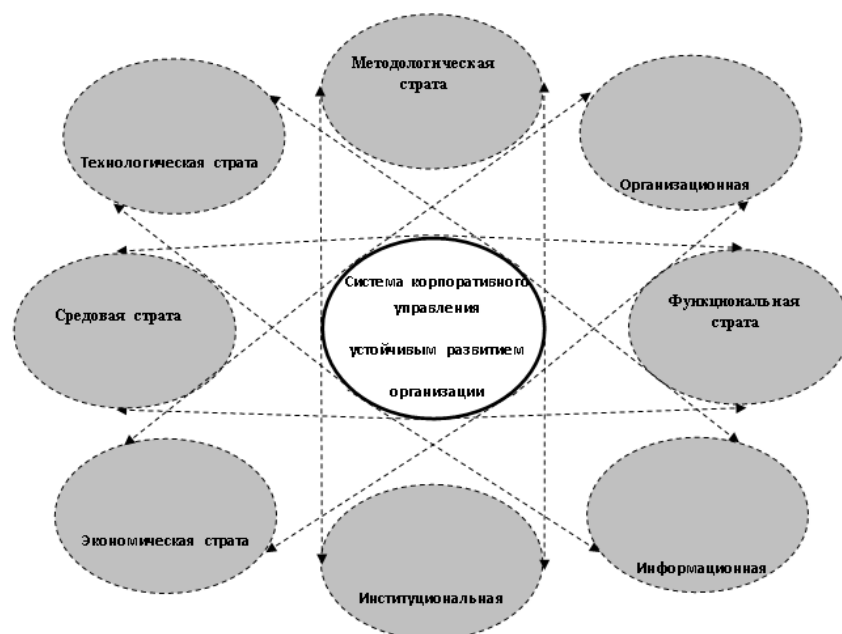 Методологическая
страта
Технологическая страта
Организационная
Система корпоративного
управления
устойчивым развитием
организации
Средовая страта
Функциональная
страта
Экономическая страта
Институциональная
Информационная